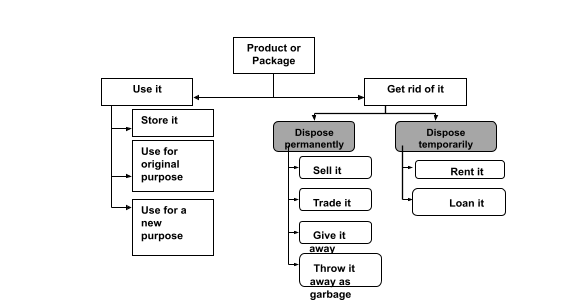 Product or
Package
Use it
Get rid of it
Store it
Use for
original
purpose
Use for a
new
purpose
Dispose
permanently
Sell it
Trade it
Give it
away
Throw it
away as
garbage
Dispose
temporarily
Rent it
Loan it